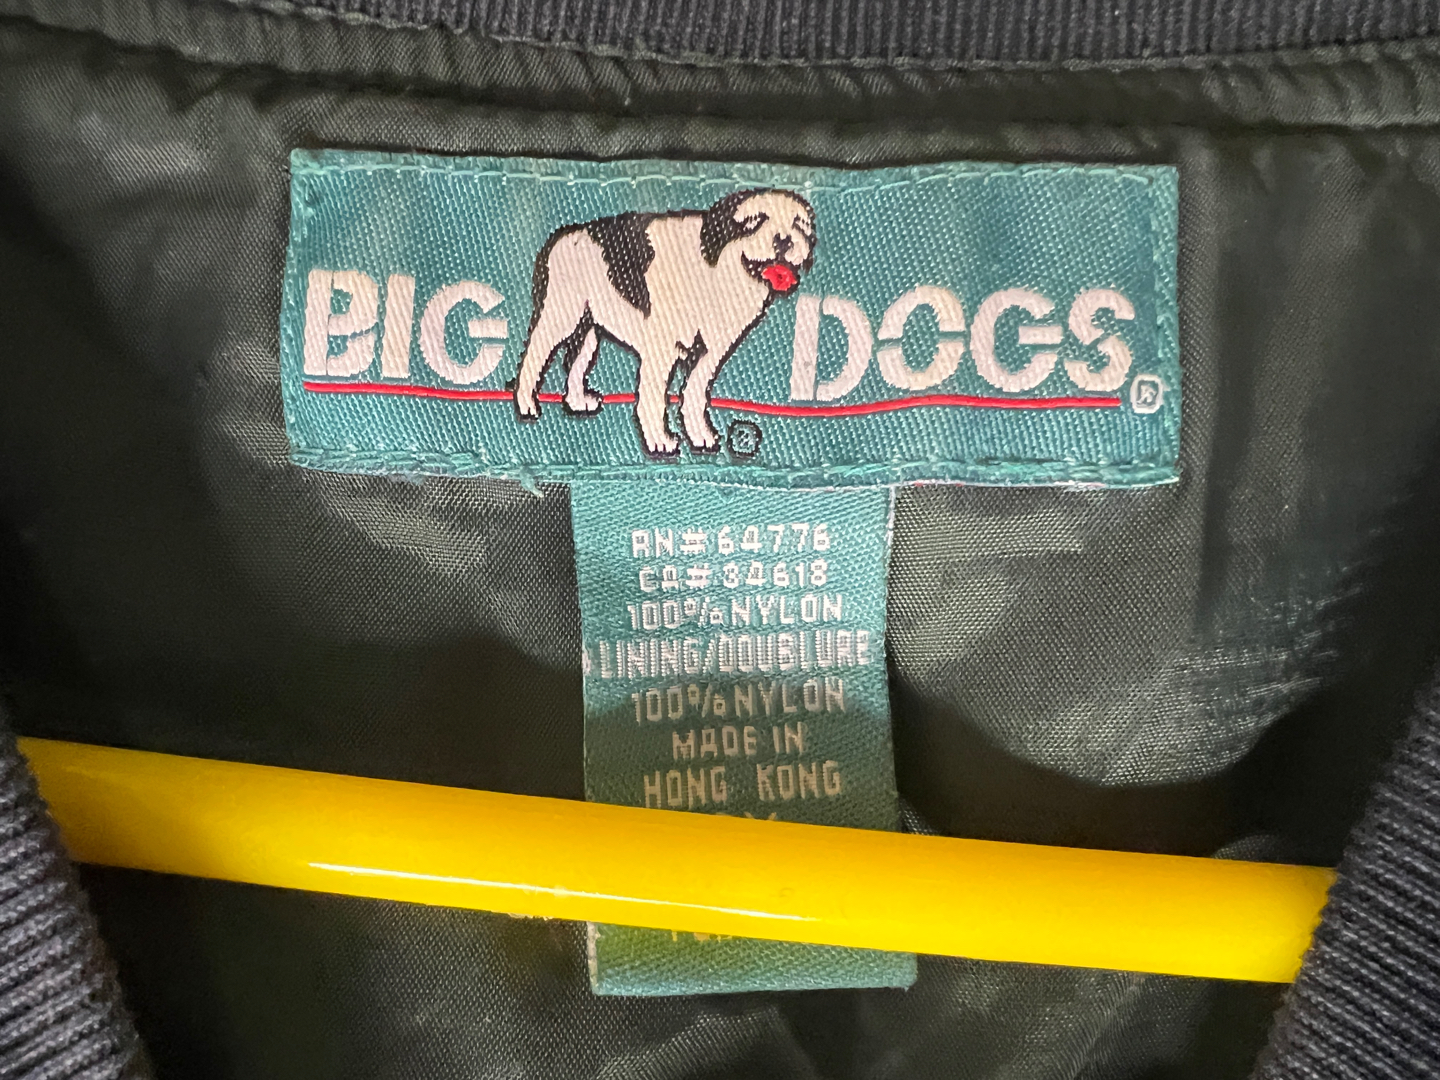 BIG DOGS®
®
RN#64776
CA#34618
100%NYLON
LINING/DOUBLURE
100%NYLON
MADE IN
HONG KONG